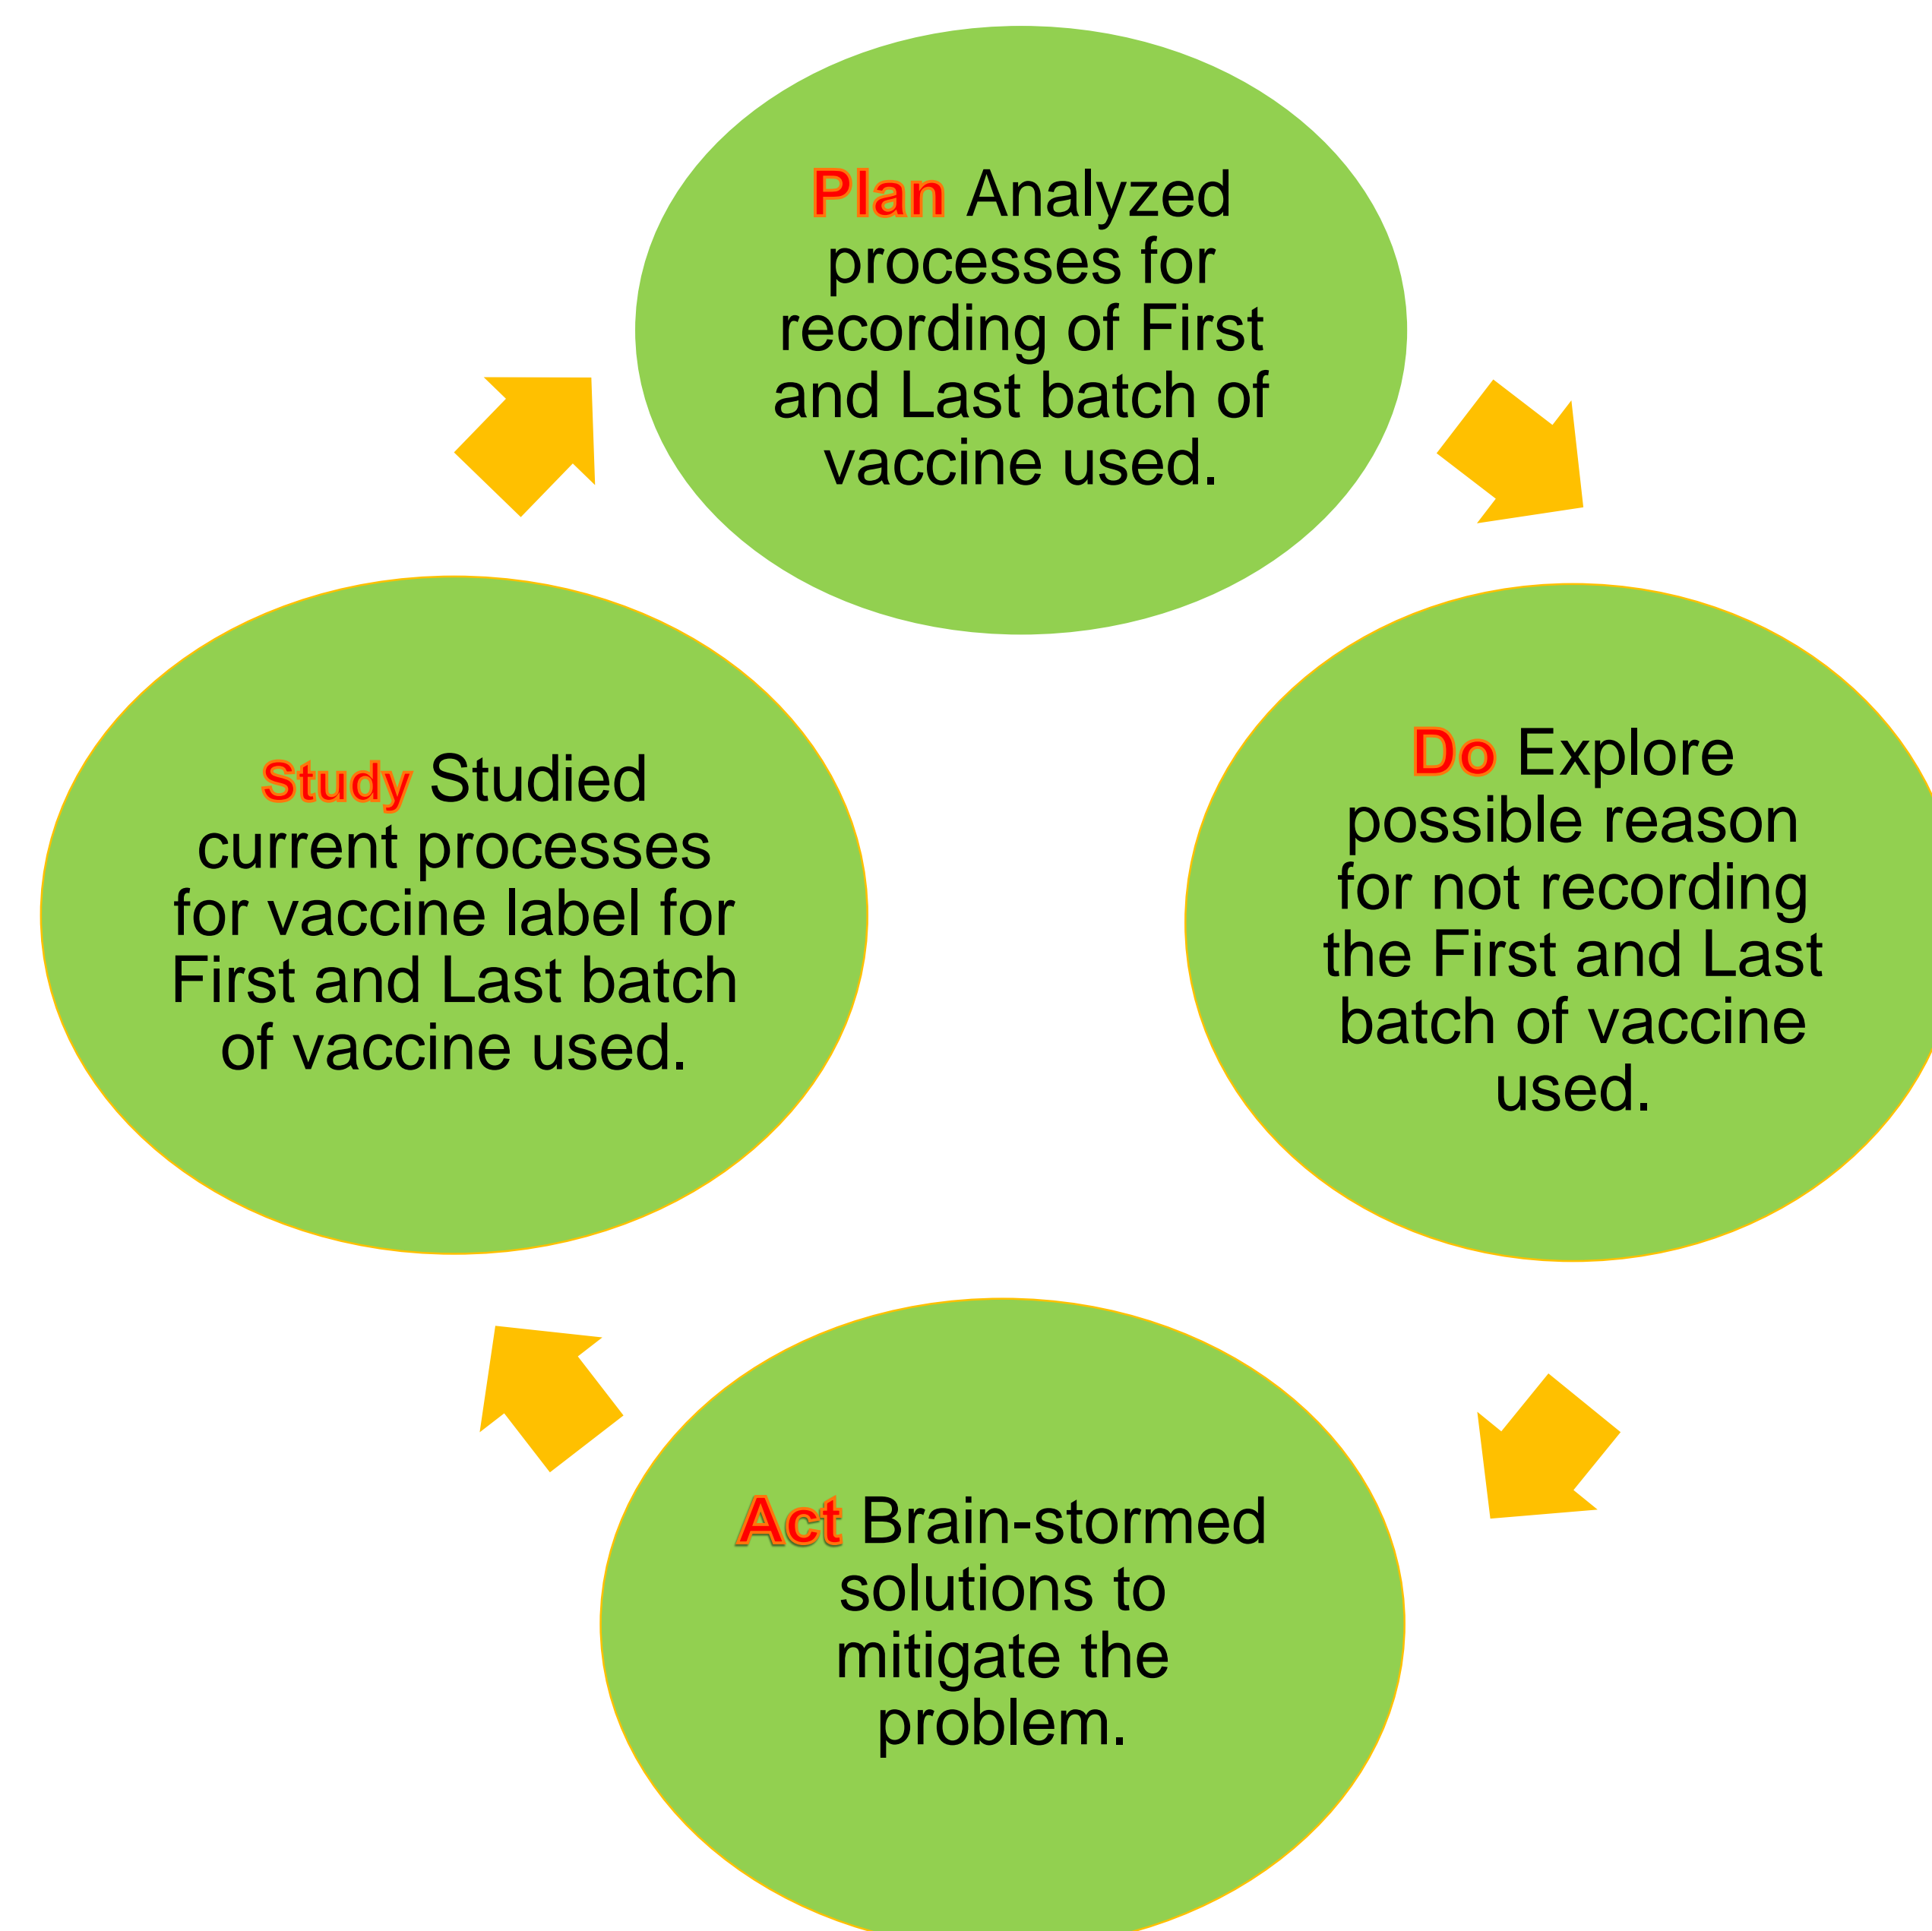 Plan Analyzed
processes for
recording of First
and Last batch of
vaccine used.
Do Explore
possible reason
for not recording
the First and Last
batch of vaccine
used.
Act Brain-stormed
solutions to
mitigate the
problem.
Study Studied
current processes
for vaccine label for
First and Last batch
of vaccine used.